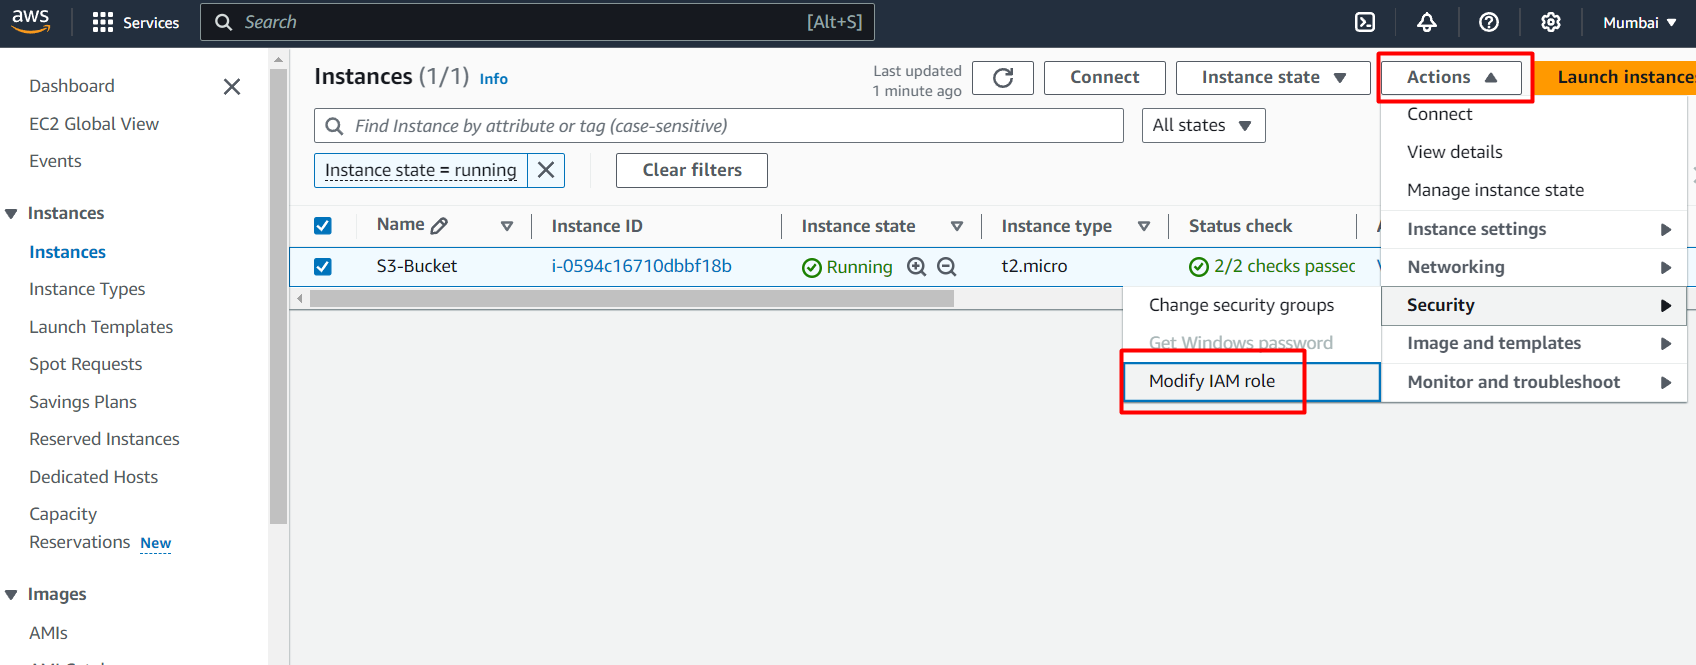 aws
Services
Search
[Alt+S]
Mumbai
Dashboard
EC2 Global View
Events
Instances
Instances
Instance Types
Launch Templates
Spot Requests
Savings Plans
Reserved Instances
Dedicated Hosts
Capacity
Reservations New
Images
AMIs
Instances (1/1) Info
Last updated
1 minute ago
Connect
Instance state
Actions
Launch instances
Find Instance by attribute or tag (case-sensitive)
All states
Instance state = running
Clear filters
Name
Instance ID
Instance state
Instance type
Status check
S3-Bucket
i-0594c16710dbbf18b
Running
t2.micro
2/2 checks passed
Connect
View details
Manage instance state
Instance settings
Networking
Security
Image and templates
Monitor and troubleshoot
Change security groups
Get Windows password
Modify IAM role